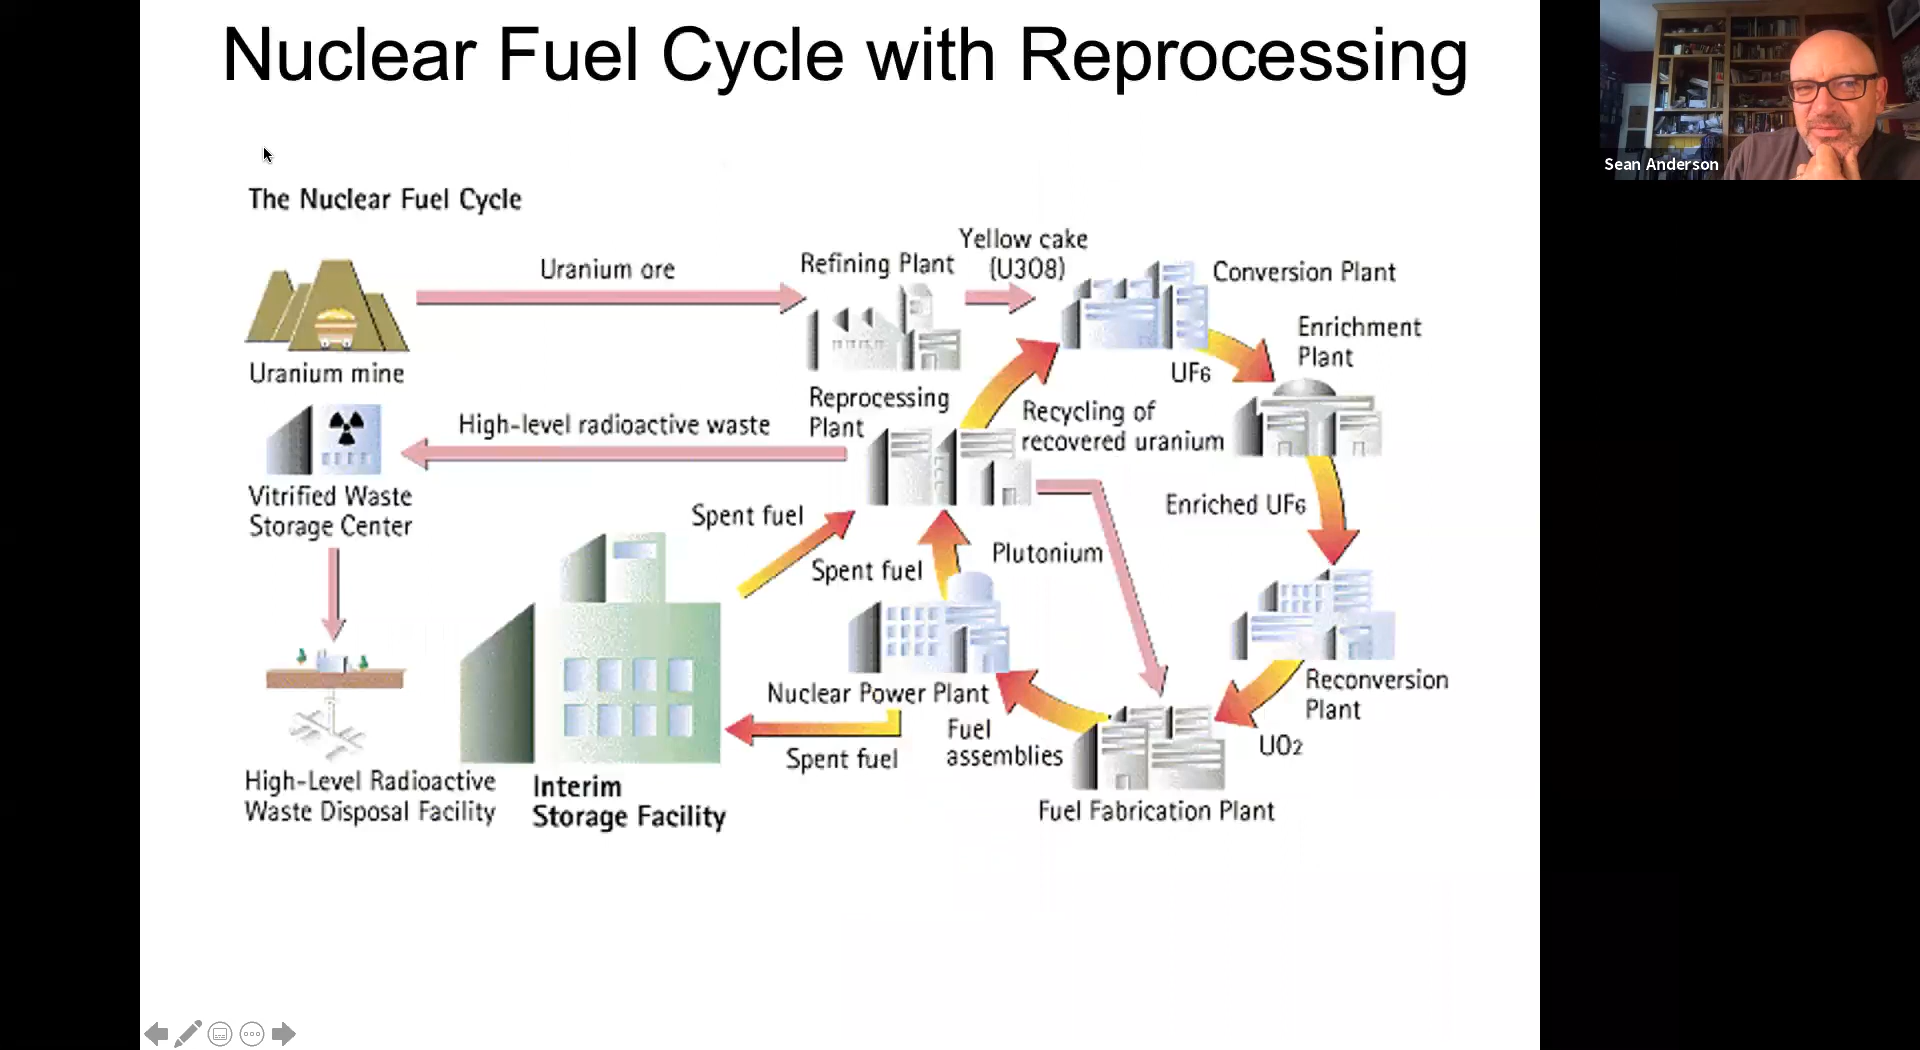 Nuclear Fuel Cycle with Reprocessing
Sean Anderson
The Nuclear Fuel Cycle
Uranium ore
Refining Plant
Yellow cake
(U3O8)
Conversion Plant
Uranium mine
UF6
Enrichment
Plant
High-level radioactive waste
Reprocessing
Plant
Recycling of
recovered uranium
Vitrified Waste
Storage Center
Spent fuel
Enriched UF6
Spent fuel
Plutonium
Nuclear Power Plant
Reconversion
Plant
Spent fuel
Fuel
assemblies
UO2
High-Level Radioactive
Waste Disposal Facility
Interim
Storage Facility
Fuel Fabrication Plant